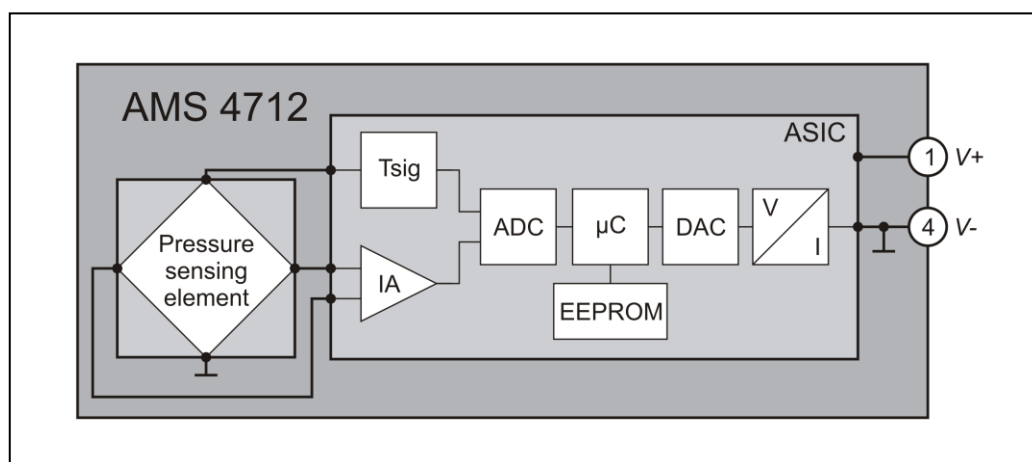 AMS 4712
ASIC
Tsig
1 V+
ADC
µC
DAC
V
I
4 V-
Pressure
sensing
element
IA
EEPROM